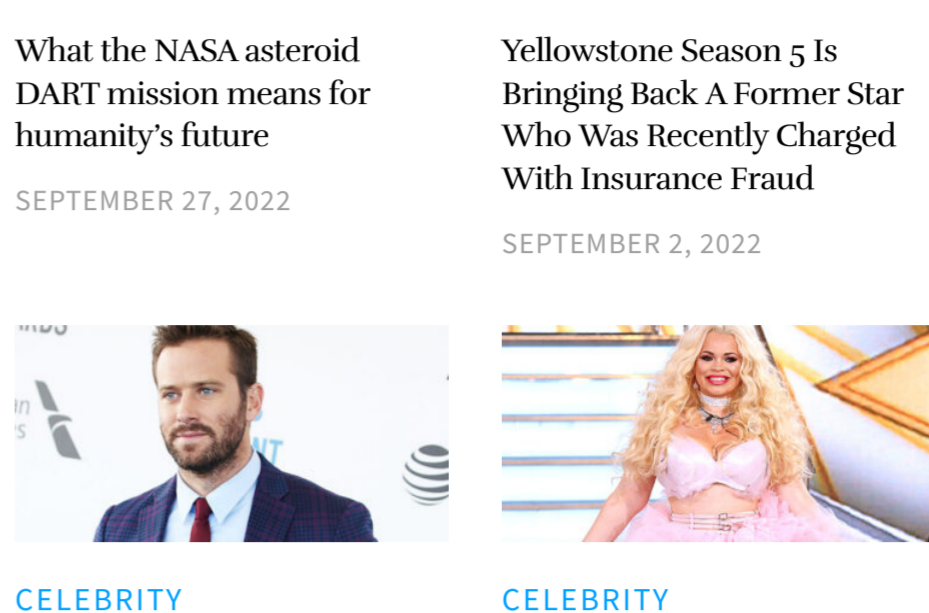 What the NASA asteroid
DART mission means for
humanity’s future
SEPTEMBER 27, 2022
Yellowstone Season 5 Is
Bringing Back A Former Star
Who Was Recently Charged
With Insurance Fraud
SEPTEMBER 2, 2022
CELEBRITY
CELEBRITY